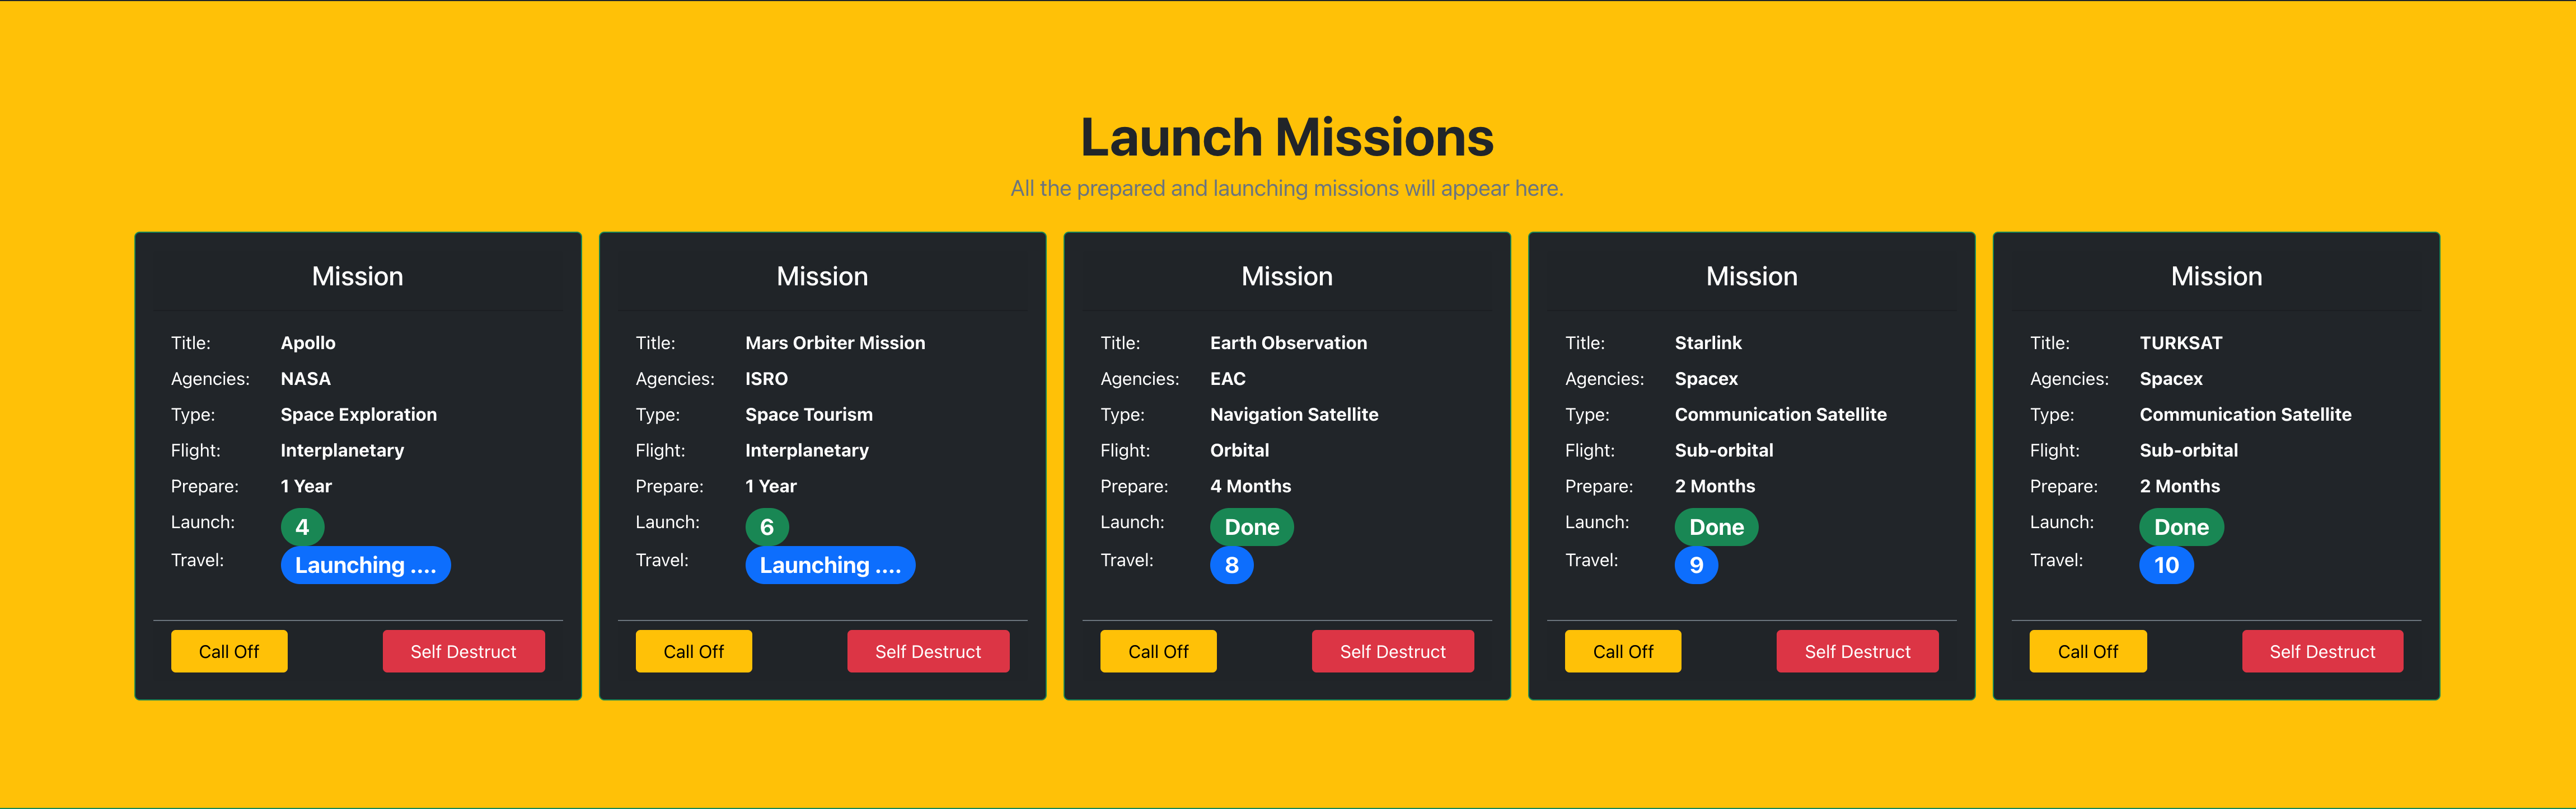 Launch Missions
All the prepared and launching missions will appear here.
Mission
Title: Apollo
Agencies: NASA
Type: Space Exploration
Flight: Interplanetary
Prepare: 1 Year
Launch: 4
Travel: Launching ....
Call Off Self Destruct
Mission
Title: Mars Orbiter Mission
Agencies: ISRO
Type: Space Tourism
Flight: Interplanetary
Prepare: 1 Year
Launch: 6
Travel: Launching ....
Call Off Self Destruct
Mission
Title: Earth Observation
Agencies: EAC
Type: Navigation Satellite
Flight: Orbital
Prepare: 4 Months
Launch: Done
Travel: 8
Call Off Self Destruct
Mission
Title: Starlink
Agencies: Spacex
Type: Communication Satellite
Flight: Sub-orbital
Prepare: 2 Months
Launch: Done
Travel: 9
Call Off Self Destruct
Mission
Title: TURKSAT
Agencies: Spacex
Type: Communication Satellite
Flight: Sub-orbital
Prepare: 2 Months
Launch: Done
Travel: 10
Call Off Self Destruct